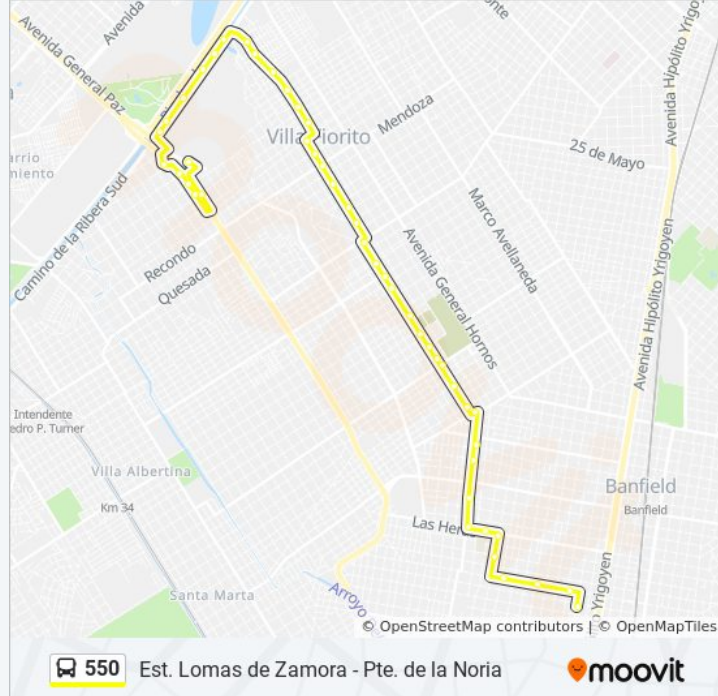 Avenida
Avenida General Paz
onte
Avenida Hipólito Yrigoyen
Villa Fiorito
Mendoza
25 de Mayo
arrio
miento
Camino de la Ribera Sud
Marco Avellaneda
Recondo
Quesada
Avenida General Hornos
Avenida Hipólito Yrigoyen
Intendente
edro P. Turner
Villa Albertina
Km 34
Banfield
Banfield
Las Heras
Santa Marta
Arroyo
to Yrigoyen
© OpenStreetMap contributors | © OpenMapTiles
550 Est. Lomas de Zamora - Pte. de la Noria
moovit